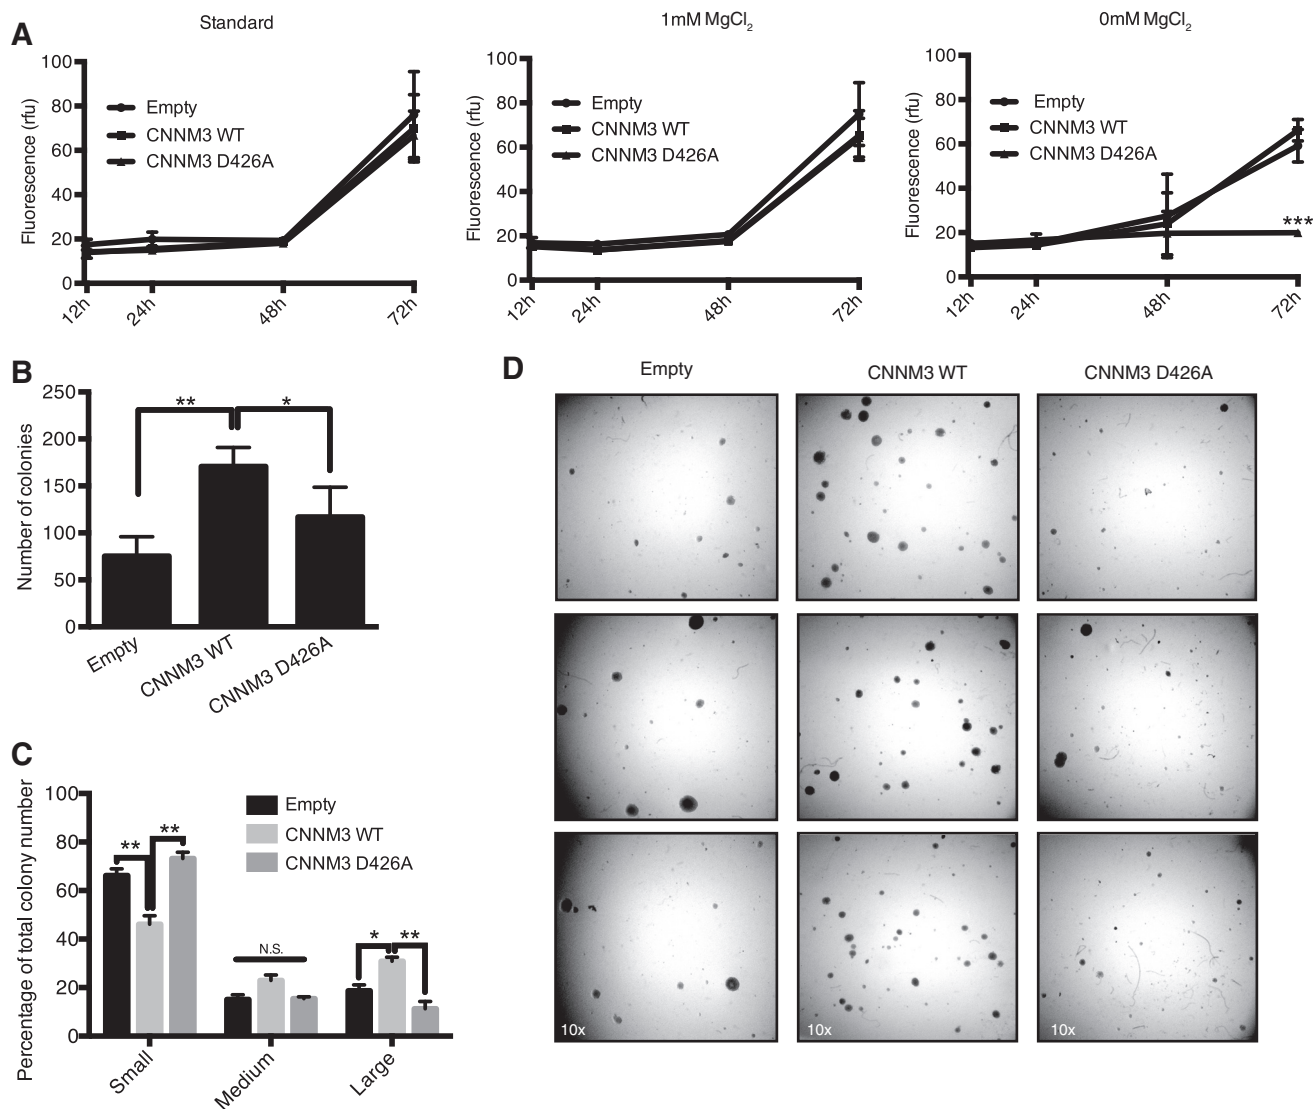 A
Standard
1mM MgCl2
0mM MgCl2
Fluorescence (rfu)
100
80
60
40
20
0
Empty
CNNM3 WT
CNNM3 D426A
12h
24h
48h
72h
Fluorescence (rfu)
100
80
60
40
20
0
Empty
CNNM3 WT
CNNM3 D426A
12h
24h
48h
72h
Fluorescence (rfu)
100
80
60
40
20
0
Empty
CNNM3 WT
CNNM3 D426A
***
12h
24h
48h
72h
B
Number of colonies
250
200
150
100
50
0
**
*
Empty
CNNM3 WT
CNNM3 D426A
C
Percentage of total colony number
100
80
60
40
20
0
Empty
CNNM3 WT
CNNM3 D426A
**
**
N.S.
*
**
Small
Medium
Large
D
Empty
CNNM3 WT
CNNM3 D426A
10x
10x
10x